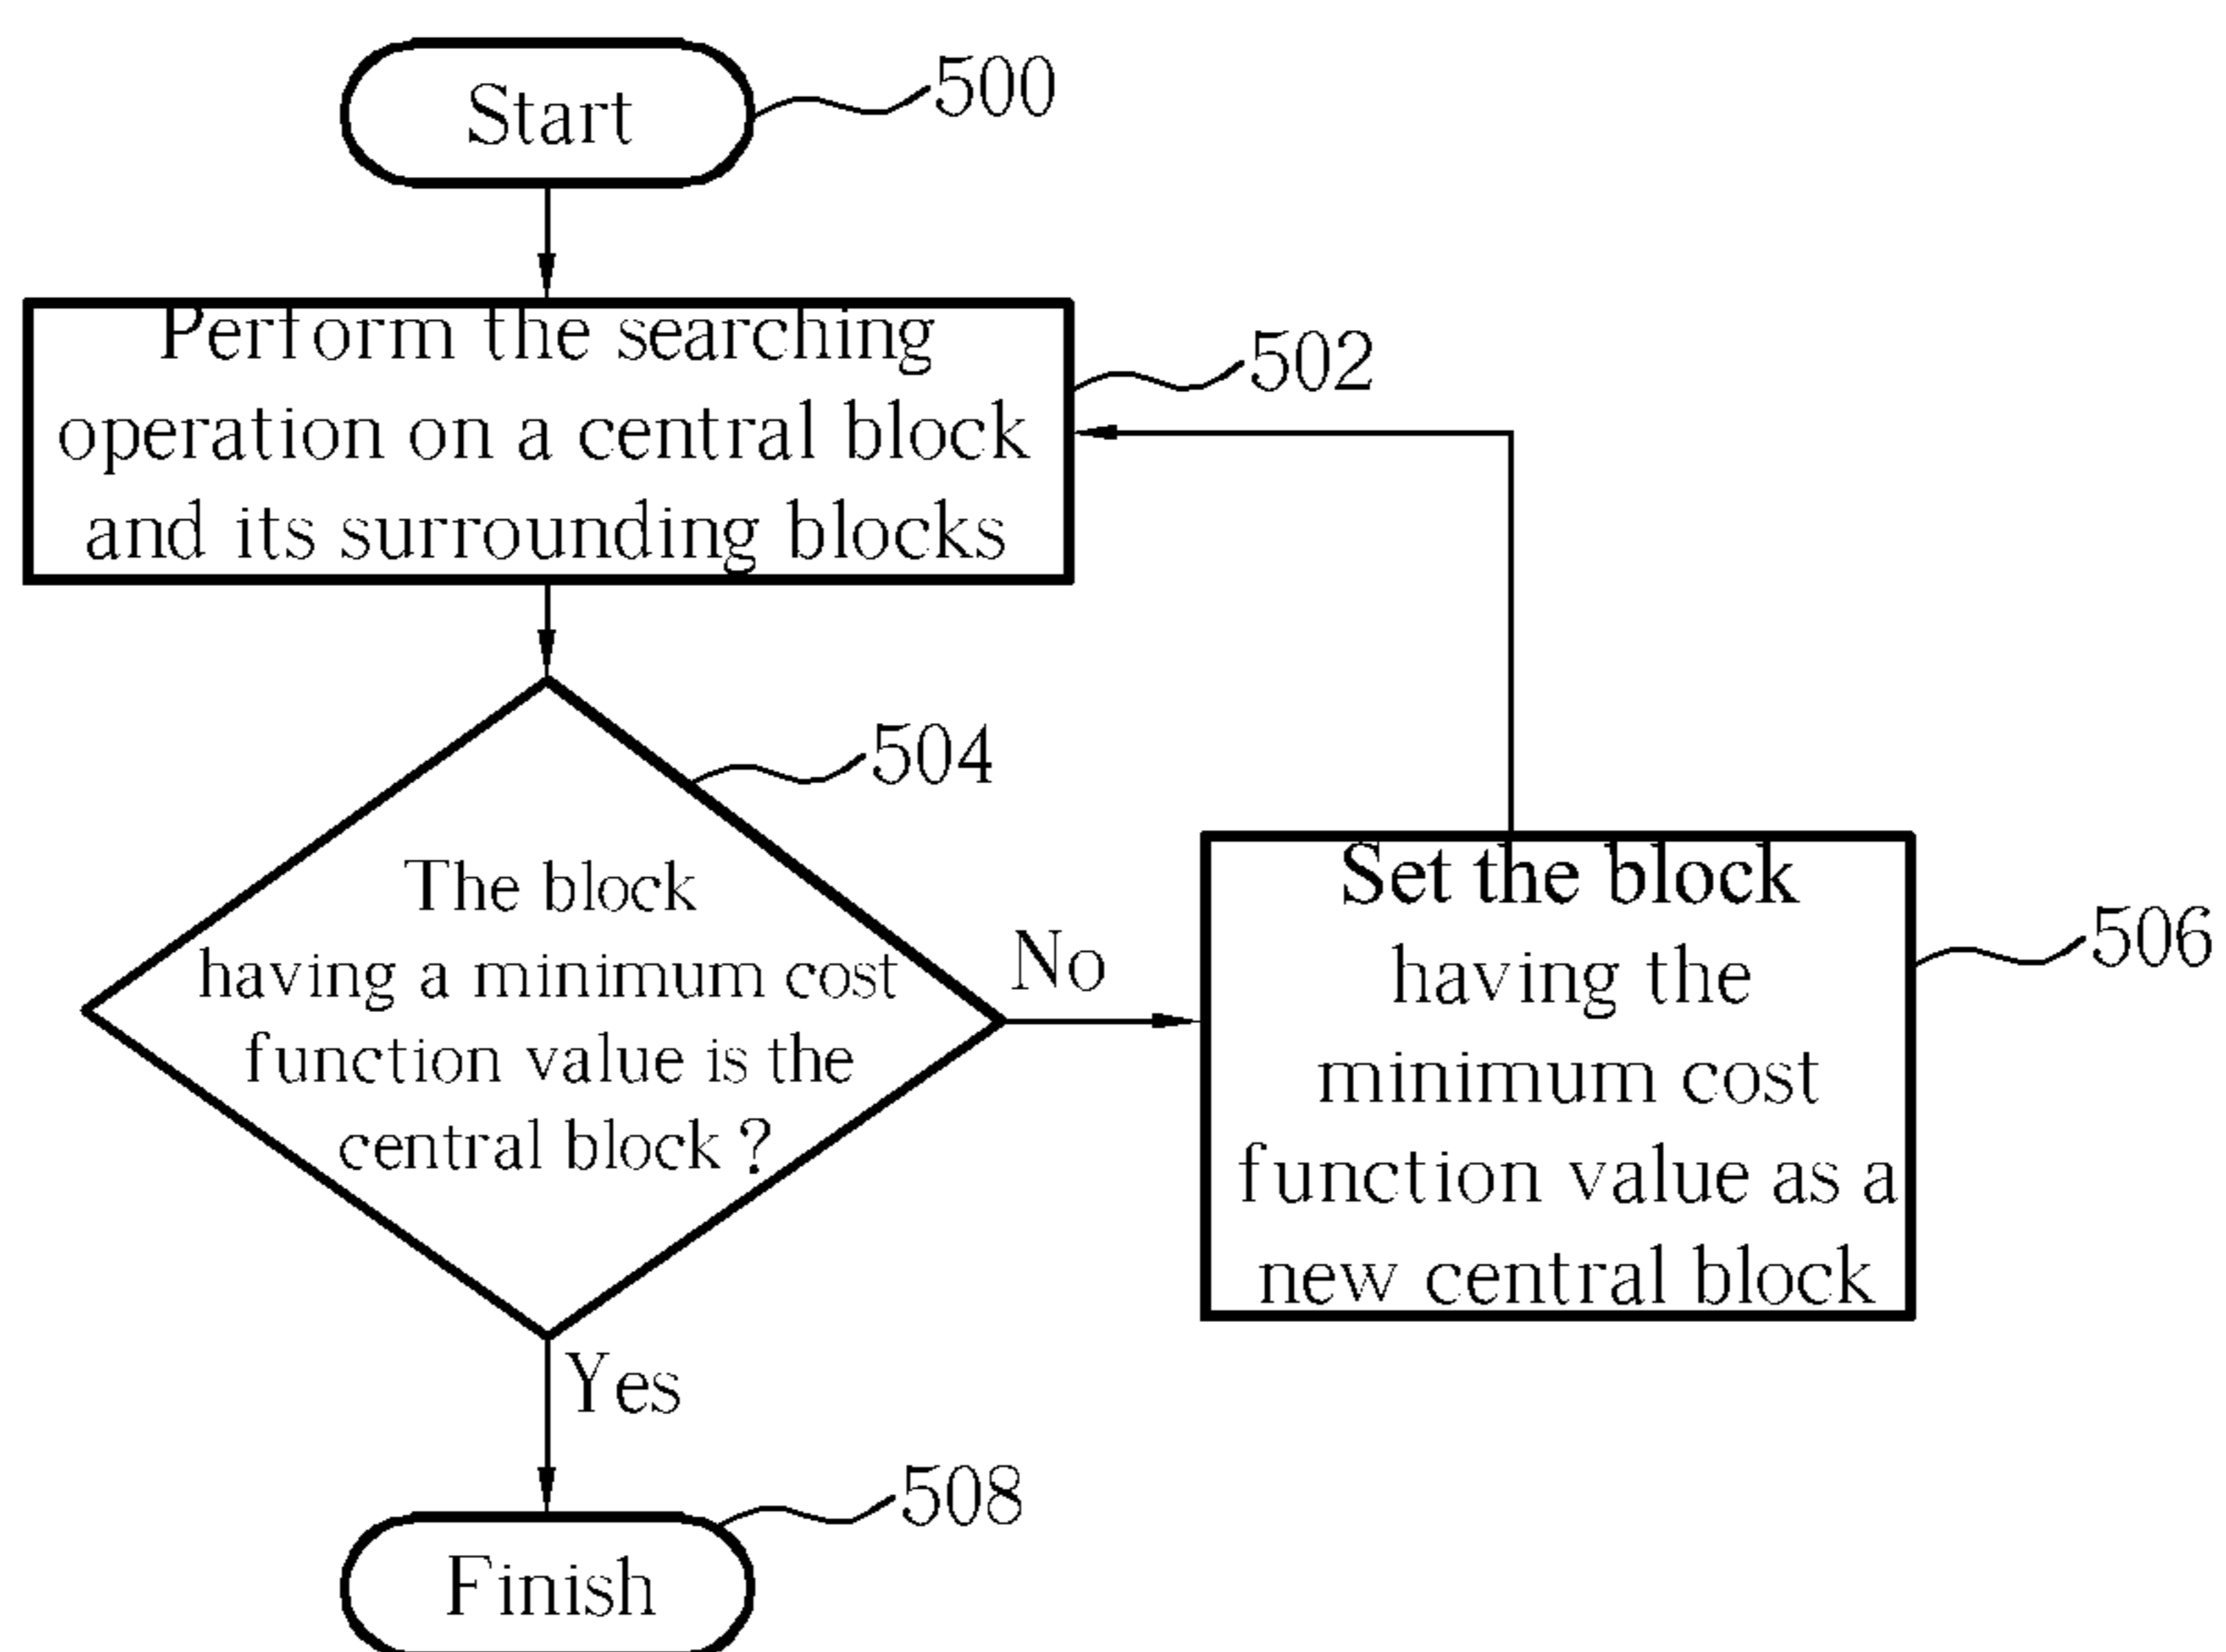 Start
500
Perform the searching
operation on a central block
and its surrounding blocks
502
504
The block
having a minimum cost
function value is the
central block ?
No
Set the block
having the
minimum cost
function value as a
new central block
506
Yes
508
Finish